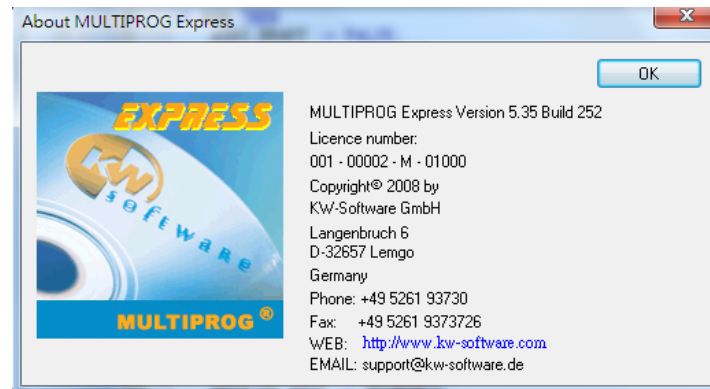 About MULTIPROG Express
OK
EXPRESS
KW
software
MULTIPROG ®
MULTIPROG Express Version 5.35 Build 252
Licence number:
001 - 00002 - M - 01000
Copyright© 2008 by
KW-Software GmbH
Langenbruch 6
D-32657 Lemgo
Germany
Phone: +49 5261 93730
Fax: +49 5261 9373726
WEB: http://www.kw-software.com
EMAIL: support@kw-software.de